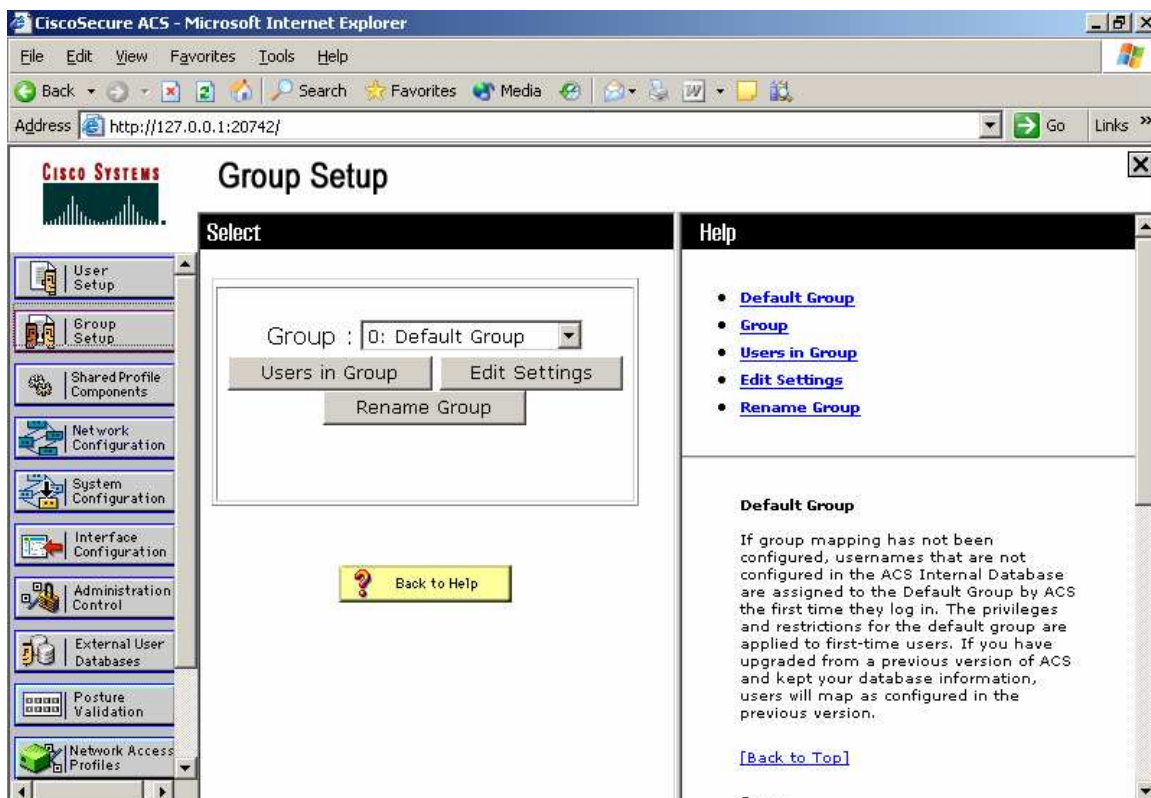 CiscoSecure ACS - Microsoft Internet Explorer
File Edit View Favorites Tools Help
Back Search Favorites Media
Address http://127.0.0.1:20742/ Go Links »
CISCO SYSTEMS
Group Setup
User
Setup
Group
Setup
Shared Profile
Components
Network
Configuration
System
Configuration
Interface
Configuration
Administration
Control
External User
Databases
Posture
Validation
Network Access
Profiles
Select
Group : 0: Default Group
Users in Group Edit Settings
Rename Group
Back to Help
Help
Default Group
Group
Users in Group
Edit Settings
Rename Group
Default Group
If group mapping has not been
configured, usernames that are not
configured in the ACS Internal Database
are assigned to the Default Group by ACS
the first time they log in. The privileges
and restrictions for the default group are
applied to first-time users. If you have
upgraded from a previous version of ACS
and kept your database information,
users will map as configured in the
previous version.
[Back to Top]